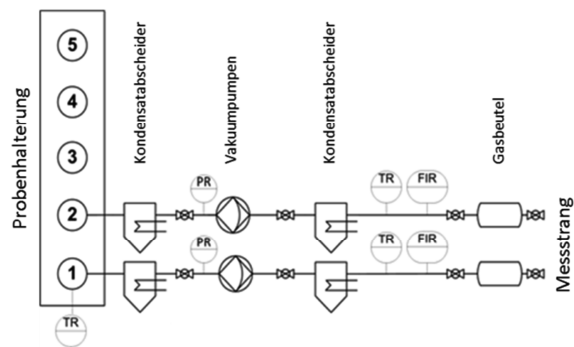 Probenhalterung
Kondensatabscheider
Vakuumpumpen
Kondensatabscheider
Gasbeutel
Messstrang
5
4
3
2
PR
TR
FIR
1
PR
TR
FIR
TR